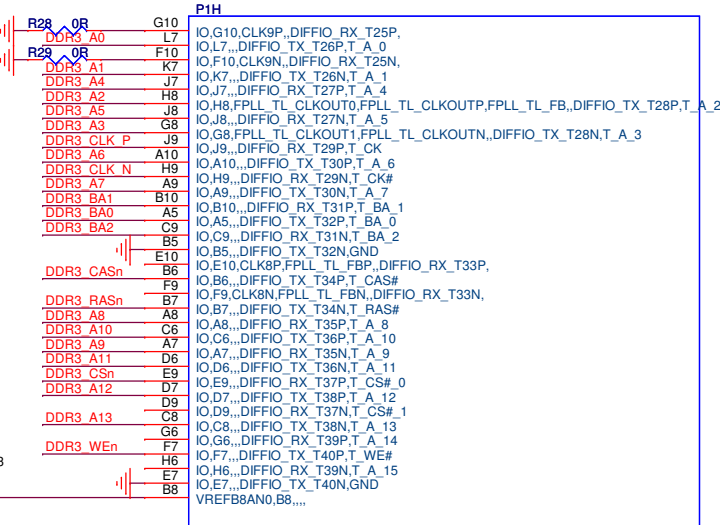 P1H
R28 0R G10 IO,G10,CLK9P,,DIFFIO_RX_T25P,
DDR3_A0 L7 IO,L7,,,DIFFIO_TX_T26P,T_A_0
R29 0R F10 IO,F10,CLK9N,,DIFFIO_RX_T25N,
DDR3_A1 K7 IO,K7,,,DIFFIO_TX_T26N,T_A_1
DDR3_A4 J7 IO,J7,,,DIFFIO_RX_T27P,T_A_4
DDR3_A2 H8 IO,H8,FPLL_TL_CLKOUT0,FPLL_TL_CLKOUTP,FPLL_TL_FB,,DIFFIO_TX_T28P,T_A_2
DDR3_A5 J8 IO,J8,,,DIFFIO_RX_T27N,T_A_5
DDR3_A3 G8 IO,G8,FPLL_TL_CLKOUT1,FPLL_TL_CLKOUTN,,DIFFIO_TX_T28N,T_A_3
DDR3_CLK_P J9 IO,J9,,,DIFFIO_RX_T29P,T_CK
DDR3_A6 A10 IO,A10,,,DIFFIO_TX_T30P,T_A_6
DDR3_CLK_N H9 IO,H9,,,DIFFIO_RX_T29N,T_CK#
DDR3_A7 A9 IO,A9,,,DIFFIO_TX_T30N,T_A_7
DDR3_BA1 B10 IO,B10,,,DIFFIO_RX_T31P,T_BA_1
DDR3_BA0 A5 IO,A5,,,DIFFIO_TX_T32P,T_BA_0
DDR3_BA2 C9 IO,C9,,,DIFFIO_RX_T31N,T_BA_2
B5 IO,B5,,,DIFFIO_TX_T32N,GND
E10 IO,E10,CLK8P,FPLL_TL_FBP,,DIFFIO_RX_T33P,
DDR3_CASn B6 IO,B6,,,DIFFIO_TX_T34P,T_CAS#
F9 IO,F9,CLK8N,FPLL_TL_FBN,,DIFFIO_RX_T33N,
DDR3_RASn B7 IO,B7,,,DIFFIO_TX_T34N,T_RAS#
DDR3_A8 A8 IO,A8,,,DIFFIO_RX_T35P,T_A_8
DDR3_A10 C6 IO,C6,,,DIFFIO_TX_T36P,T_A_10
DDR3_A9 A7 IO,A7,,,DIFFIO_RX_T35N,T_A_9
DDR3_A11 D6 IO,D6,,,DIFFIO_TX_T36N,T_A_11
DDR3_CSn E9 IO,E9,,,DIFFIO_RX_T37P,T_CS#_0
DDR3_A12 D7 IO,D7,,,DIFFIO_TX_T38P,T_A_12
D9 IO,D9,,,DIFFIO_RX_T37N,T_CS#_1
DDR3_A13 C8 IO,C8,,,DIFFIO_TX_T38N,T_A_13
G6 IO,G6,,,DIFFIO_RX_T39P,T_A_14
DDR3_WEn F7 IO,F7,,,DIFFIO_TX_T40P,T_WE#
H6 IO,H6,,,DIFFIO_RX_T39N,T_A_15
E7 IO,E7,,,DIFFIO_TX_T40N,GND
B8 VREFB8AN0,B8,,,,